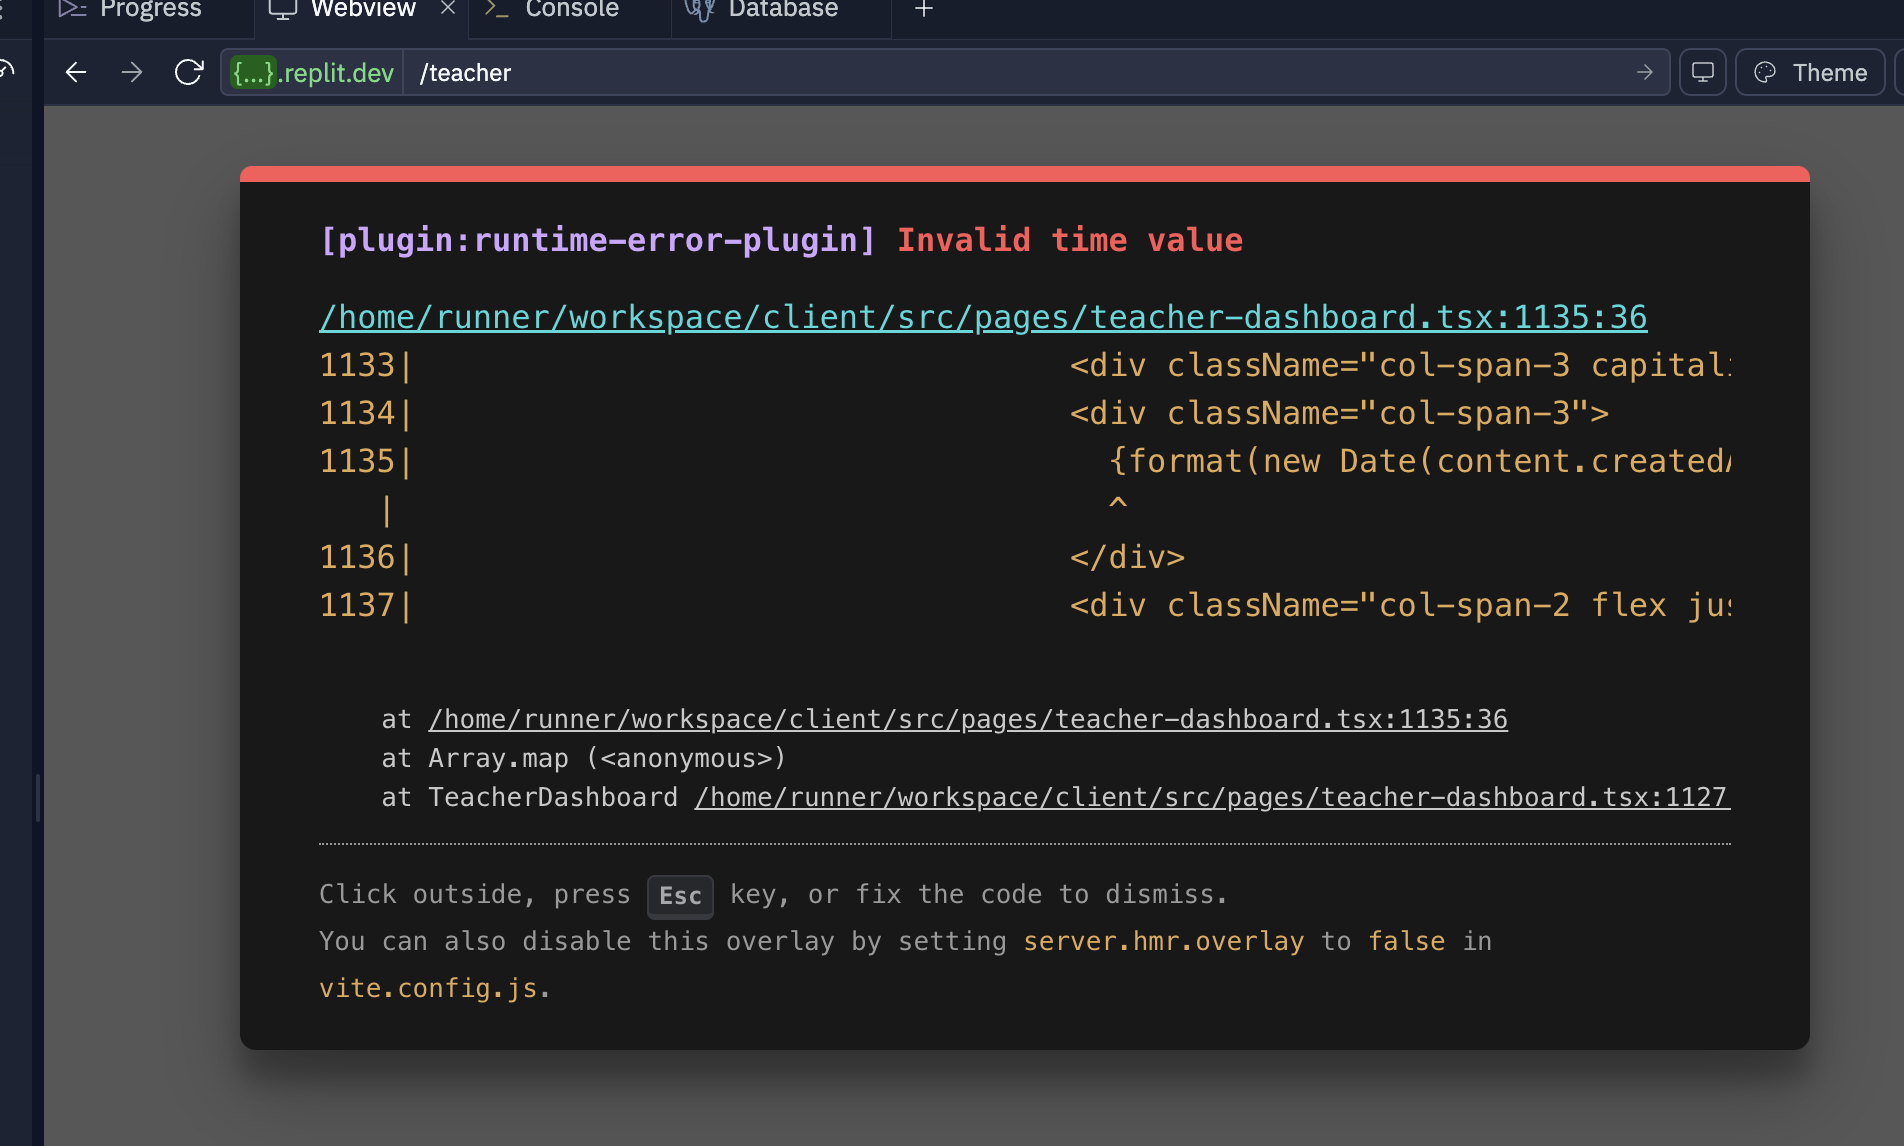 Progress
Webview
Console
Database
{...}.replit.dev
/teacher
Theme
[plugin:runtime-error-plugin] Invalid time value
/home/runner/workspace/client/src/pages/teacher-dashboard.tsx:1135:36
1133| <div className="col-span-3 capital
1134| <div className="col-span-3">
1135| {format(new Date(content.created
| ^
1136| </div>
1137| <div className="col-span-2 flex ju
at /home/runner/workspace/client/src/pages/teacher-dashboard.tsx:1135:36
at Array.map (<anonymous>)
at TeacherDashboard /home/runner/workspace/client/src/pages/teacher-dashboard.tsx:1127
Click outside, press Esc key, or fix the code to dismiss.
You can also disable this overlay by setting server.hmr.overlay to false in
vite.config.js.